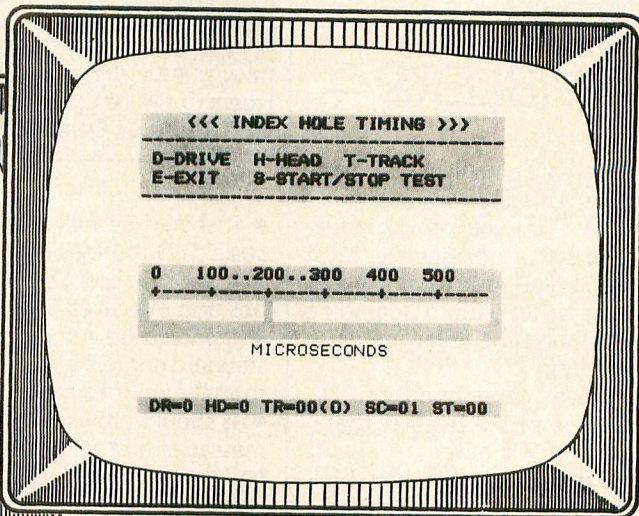 <<< INDEX HOLE TIMING >>>
D-DRIVE H-HEAD T-TRACK
E-EXIT S-START/STOP TEST
0 100..200..300 400 500
MICROSECONDS
DR=0 HD=0 TR=00(0) SC=01 ST=00